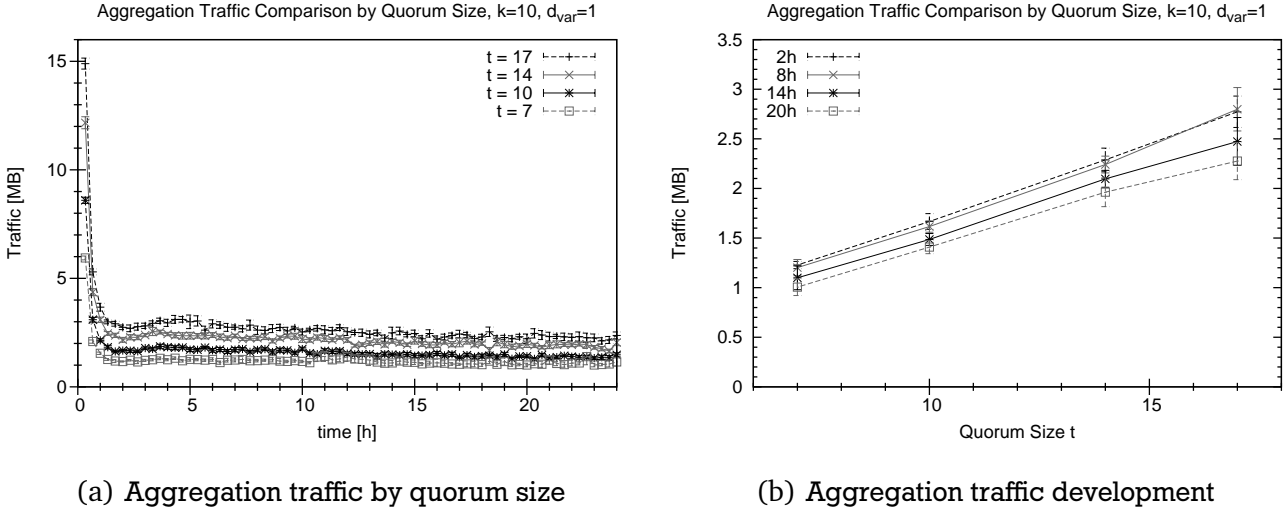 Aggregation Traffic Comparison by Quorum Size, k=10, dvar=1
15
10
5
0
Traffic [MB]
t = 17
t = 14
t = 10
t = 7
0 5 10 15 20
time [h]
(a) Aggregation traffic by quorum size
Aggregation Traffic Comparison by Quorum Size, k=10, dvar=1
3.5
3
2.5
2
1.5
1
0.5
0
Traffic [MB]
2h
8h
14h
20h
10 15
Quorum Size t
(b) Aggregation traffic development